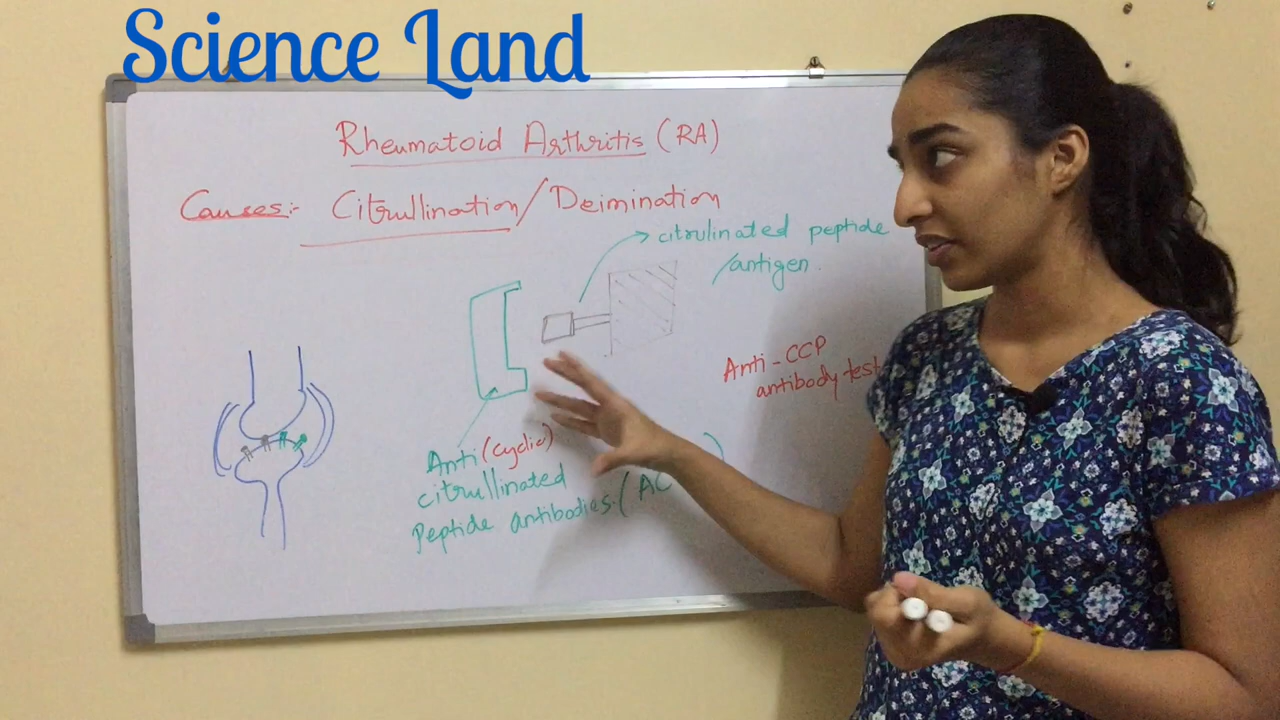 Science Land
Rheumatoid Arthritis (RA)
Causes:- Citrullination/Deimination
citrulinated peptide
/antigen.
Anti-CCP
antibody test
Anti (cyclic)
citrullinated
Peptide antibodies. (AC